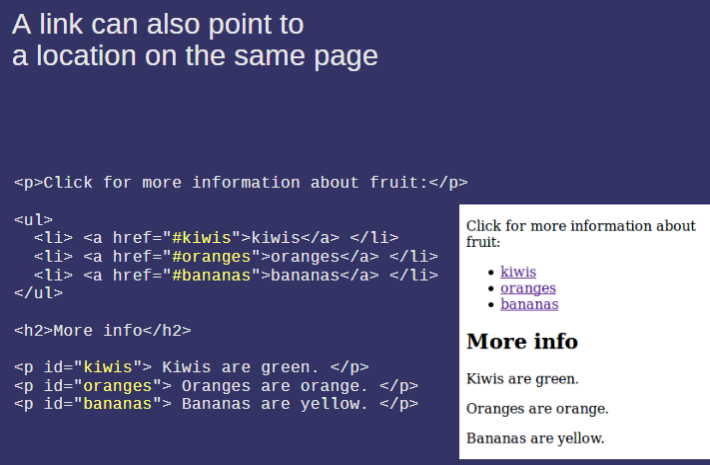 A link can also point to
a location on the same page
<p>Click for more information about fruit:</p>
<ul>
<li> <a href="#kiwis">kiwis</a> </li>
<li> <a href="#oranges">oranges</a> </li>
<li> <a href="#bananas">bananas</a> </li>
</ul>
<h2>More info</h2>
<p id="kiwis"> Kiwis are green. </p>
<p id="oranges"> Oranges are orange. </p>
<p id="bananas"> Bananas are yellow. </p>
Click for more information about
fruit:
• kiwis
• oranges
• bananas
More info
Kiwis are green.
Oranges are orange.
Bananas are yellow.